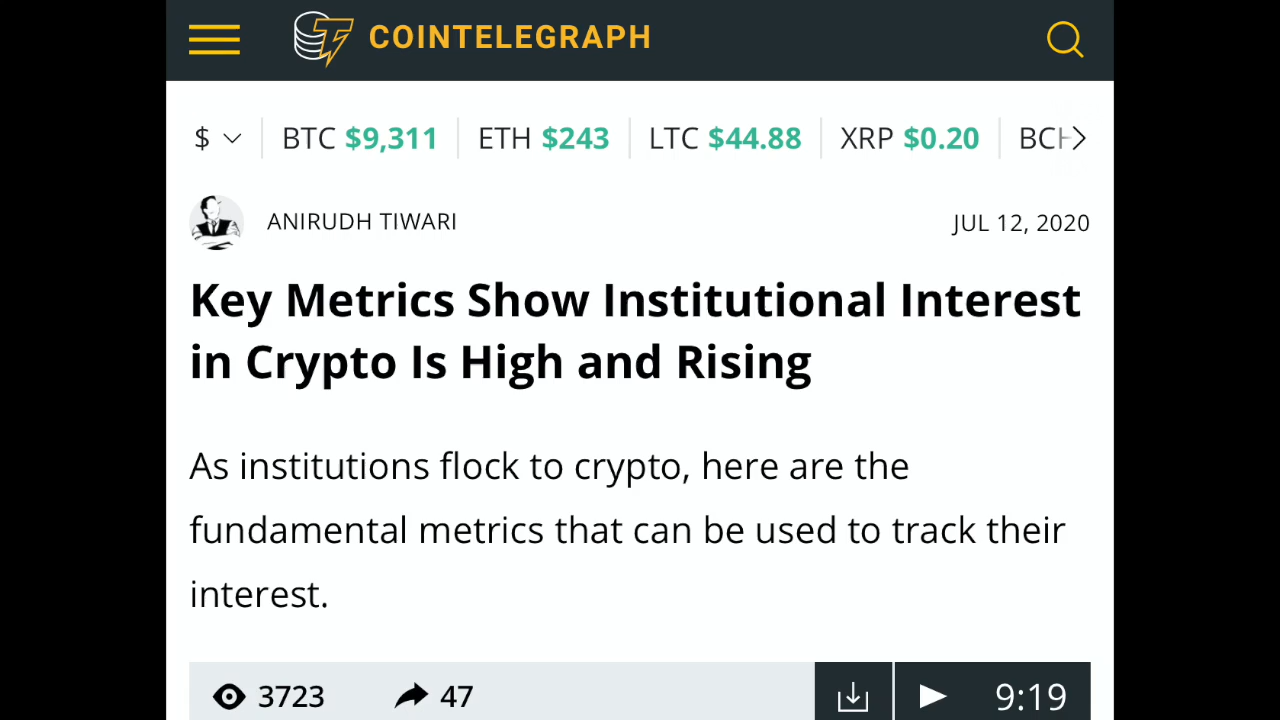 COINTELEGRAPH
$ BTC $9,311 ETH $243 LTC $44.88 XRP $0.20
ANIRUDH TIWARI JUL 12, 2020
Key Metrics Show Institutional Interest
in Crypto Is High and Rising
As institutions flock to crypto, here are the
fundamental metrics that can be used to track their
interest.
3723 47 9:19